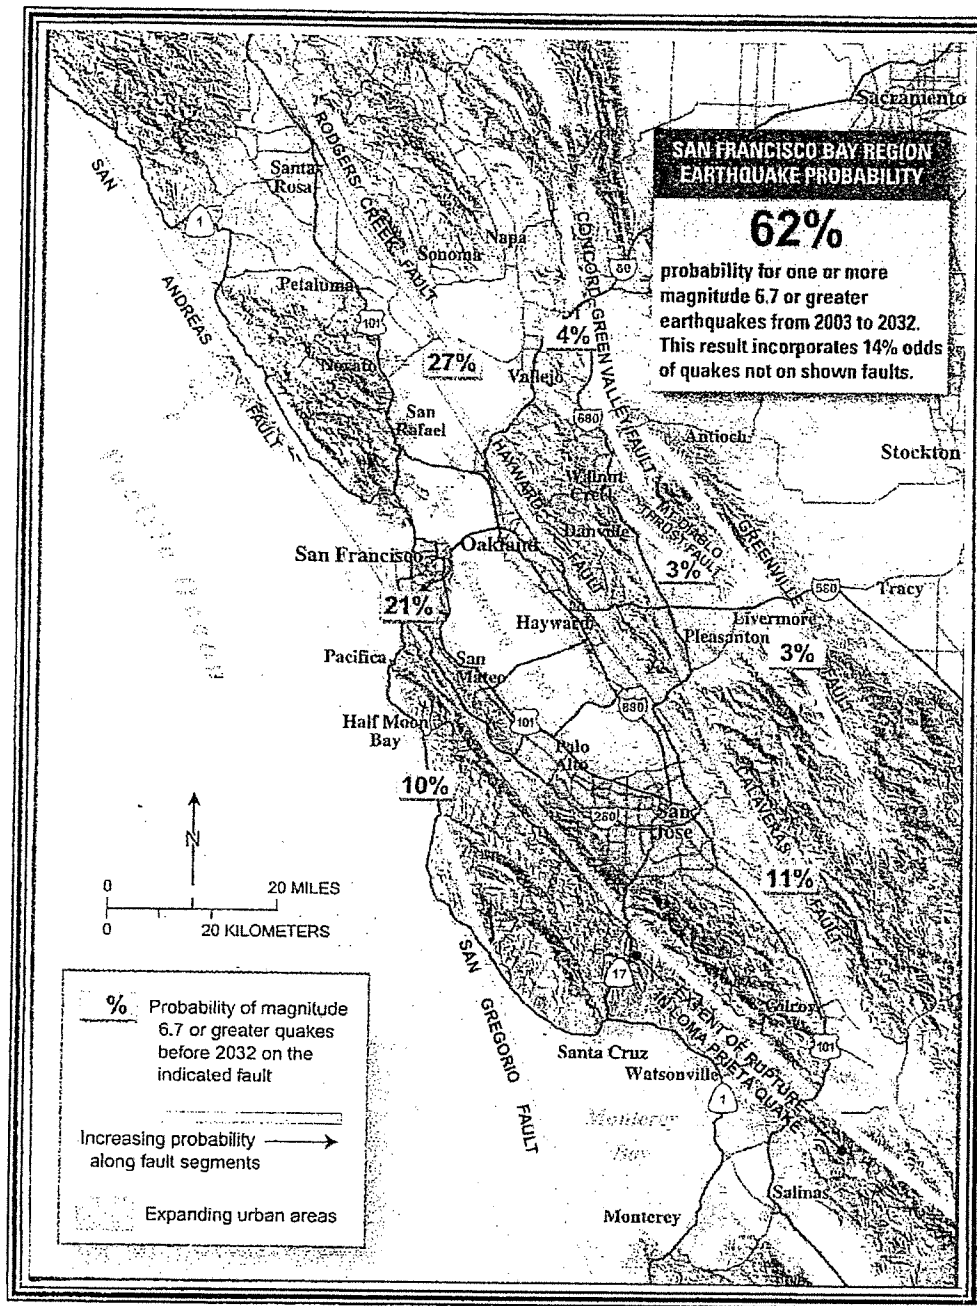 Sacramento
SAN FRANCISCO BAY REGION
EARTHQUAKE PROBABILITY
62%
probability for one or more
magnitude 6.7 or greater
earthquakes from 2003 to 2032.
This result incorporates 14% odds
of quakes not on shown faults.
SAN
ANDREAS
FAULT
RODGERS CREEK FAULT
Santa
Rosa
1
Napa
Sonoma
CONCORD-GREEN VALLEY FAULT
80
Petaluma
101
4%
27%
Novato
Vallejo
San
Rafael
680
Antioch
Stockton
HAYWARD
FAULT
Walnut
Creek
Danville
MT DIABLO
THRUST FAULT
GREENVILLE
FAULT
San Francisco
Oakland
3%
580
Tracy
21%
Hayward
Livermore
Pleasanton
3%
Pacifica
San
Mateo
880
Half Moon
Bay
101
Palo
Alto
10%
280
San
Jose
CALAVERAS
FAULT
11%
N
0 20 MILES
0 20 KILOMETERS
SAN
GREGORIO
FAULT
17
EXTENT OF RUPTURE
IN LOMA PRIETA QUAKE
Gilroy
101
Santa Cruz
Watsonville
1
Monterey
Bay
Salinas
Monterey
%
Probability of magnitude
6.7 or greater quakes
before 2032 on the
indicated fault
Increasing probability
along fault segments
Expanding urban areas